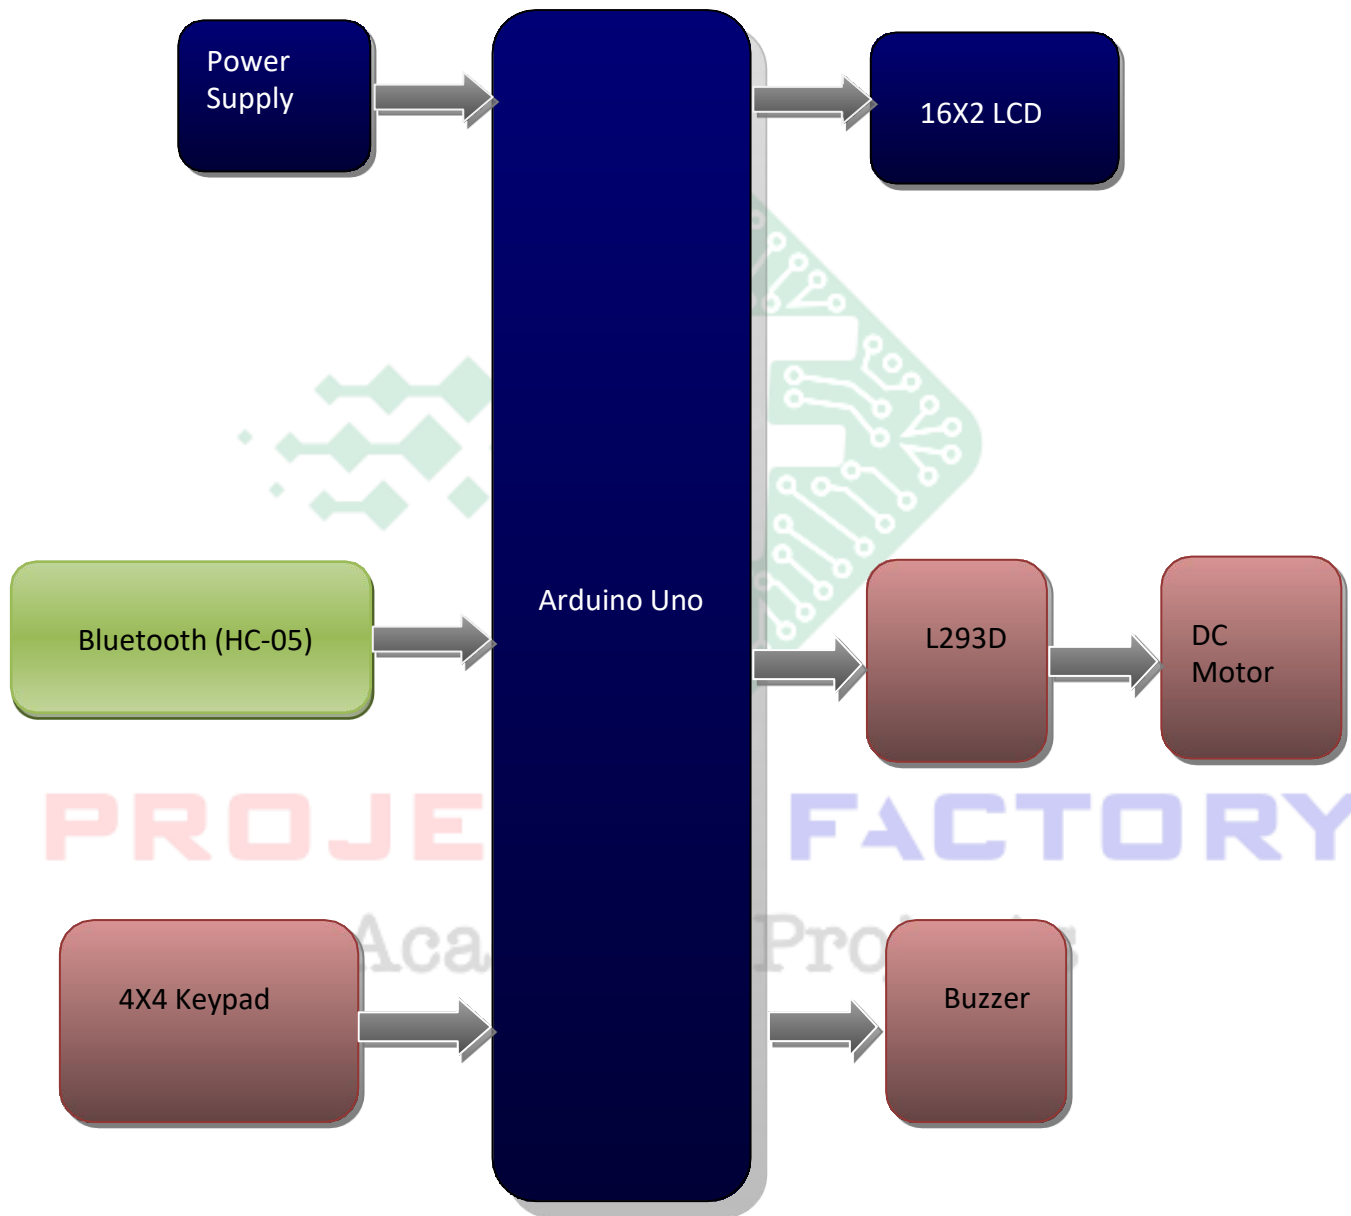 Power
Supply
16X2 LCD
Arduino Uno
Bluetooth (HC-05)
L293D
DC
Motor
PROJE FACTORY
4X4 Keypad
Buzzer